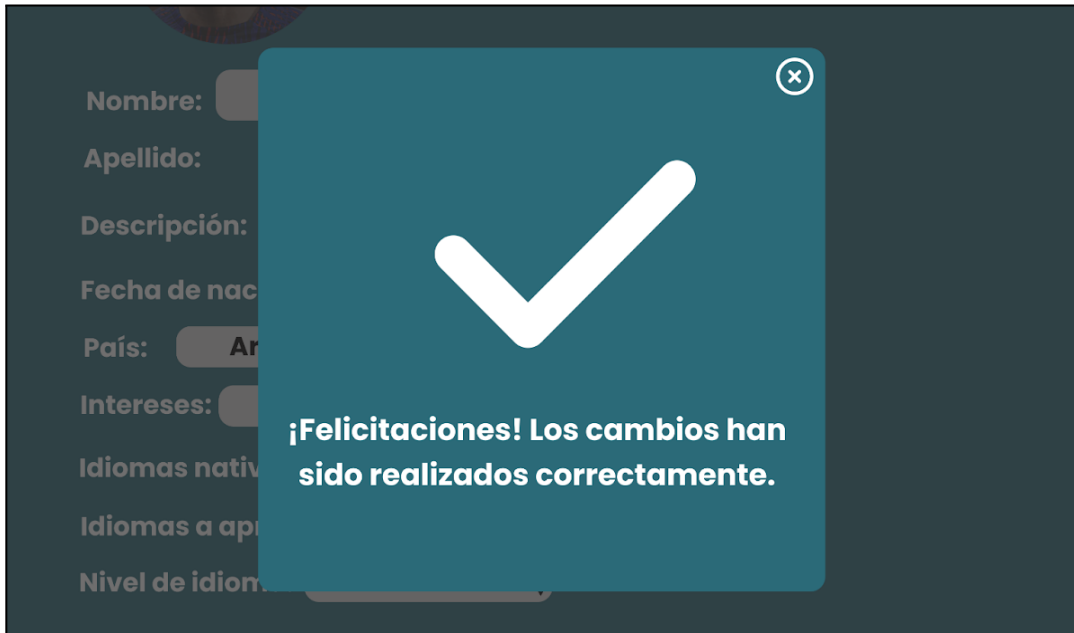 Nombre:
Apellido:
Descripción:
Fecha de nac
País: Ar
Intereses:
¡Felicitaciones! Los cambios han
sido realizados correctamente.
Idiomas nativ
Idiomas a apr
Nivel de idiom